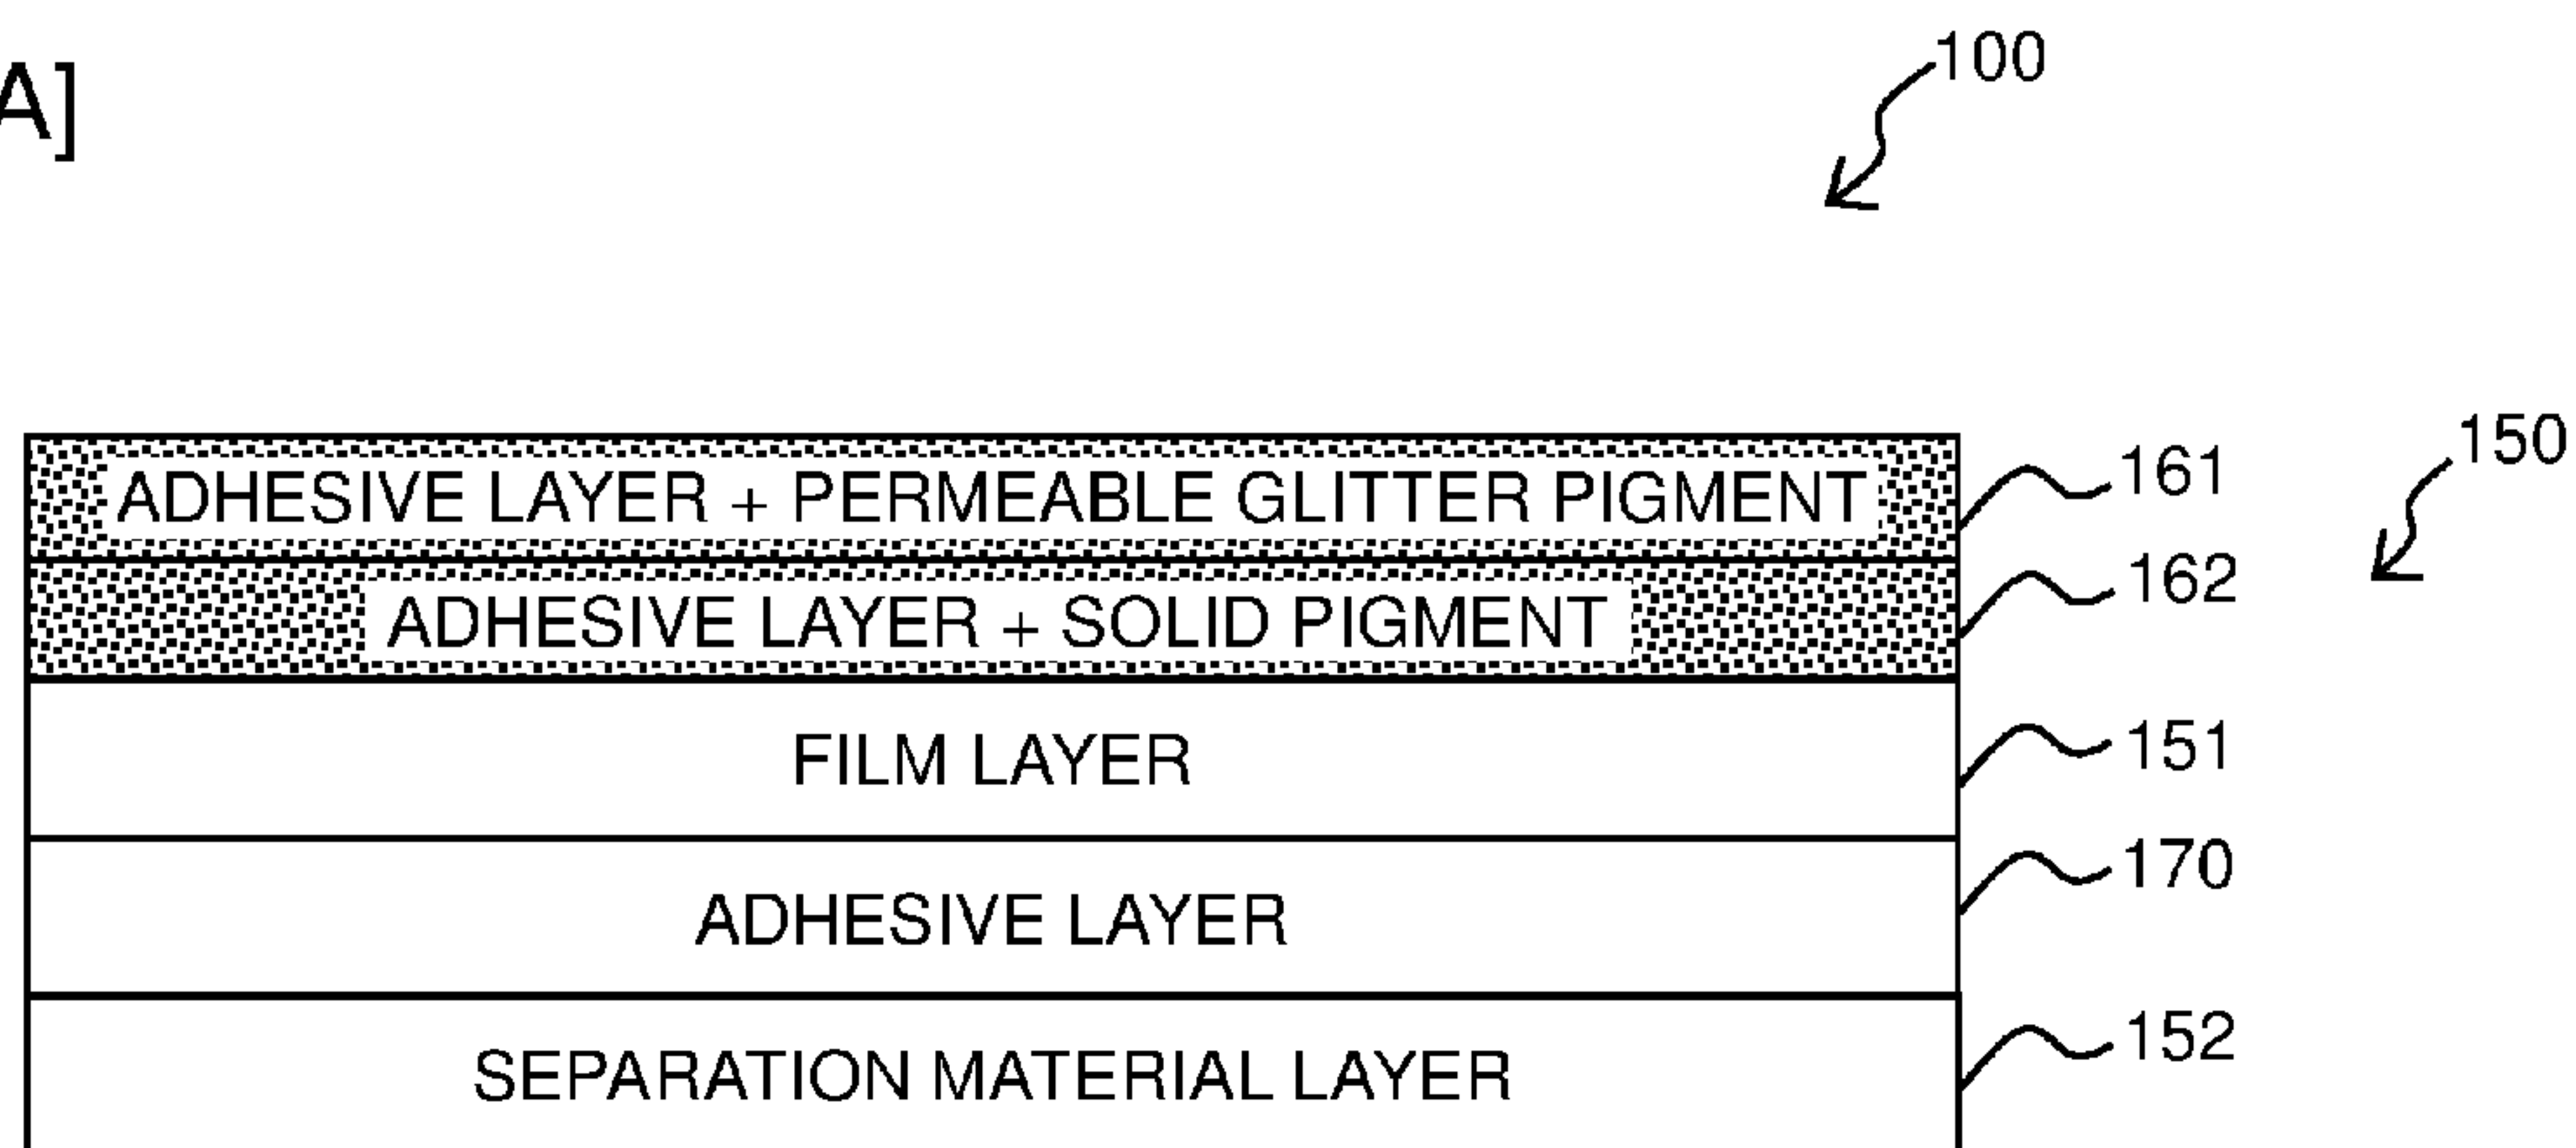 A]
100
150
ADHESIVE LAYER + PERMEABLE GLITTER PIGMENT 161
ADHESIVE LAYER + SOLID PIGMENT 162
FILM LAYER 151
ADHESIVE LAYER 170
SEPARATION MATERIAL LAYER 152